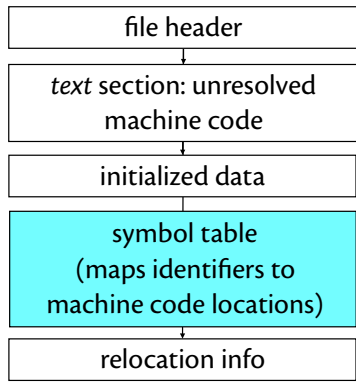 file header
text section: unresolved
machine code
initialized data
symbol table
(maps identifiers to
machine code locations)
relocation info